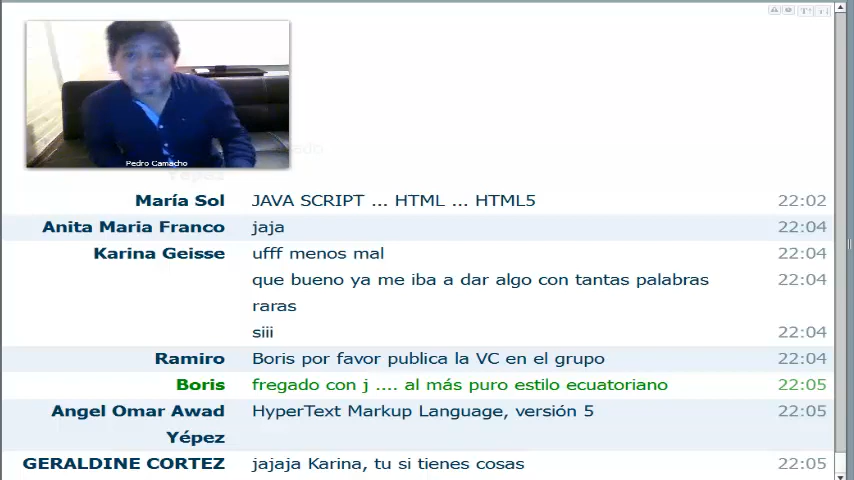 Pedro Camacho
María Sol JAVA SCRIPT ... HTML ... HTML5 22:02
Anita Maria Franco jaja 22:04
Karina Geisse ufff menos mal 22:04
que bueno ya me iba a dar algo con tantas palabras 22:04
raras
siii 22:04
Ramiro Boris por favor publica la VC en el grupo 22:04
Boris fregado con j .... al más puro estilo ecuatoriano 22:05
Angel Omar Awad HyperText Markup Language, versión 5 22:05
Yépez
GERALDINE CORTEZ jajaja Karina, tu si tienes cosas 22:05